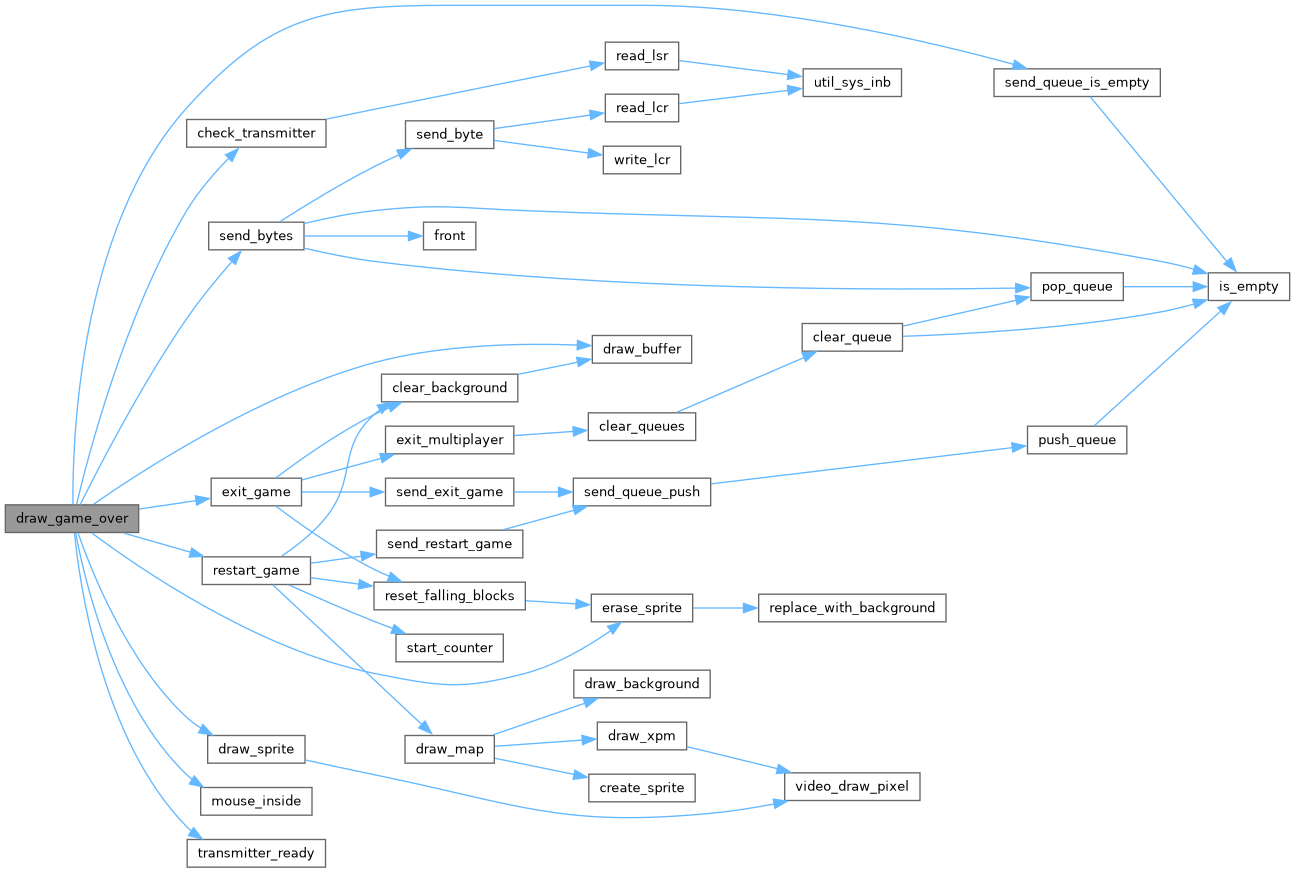 read_lsr
util_sys_inb
send_queue_is_empty
read_lcr
check_transmitter
send_byte
write_lcr
send_bytes
front
pop_queue
is_empty
clear_queue
draw_buffer
clear_background
clear_queues
exit_multiplayer
push_queue
exit_game
send_exit_game
send_queue_push
draw_game_over
send_restart_game
restart_game
reset_falling_blocks
erase_sprite
replace_with_background
start_counter
draw_background
draw_xpm
draw_sprite
draw_map
create_sprite
video_draw_pixel
mouse_inside
transmitter_ready